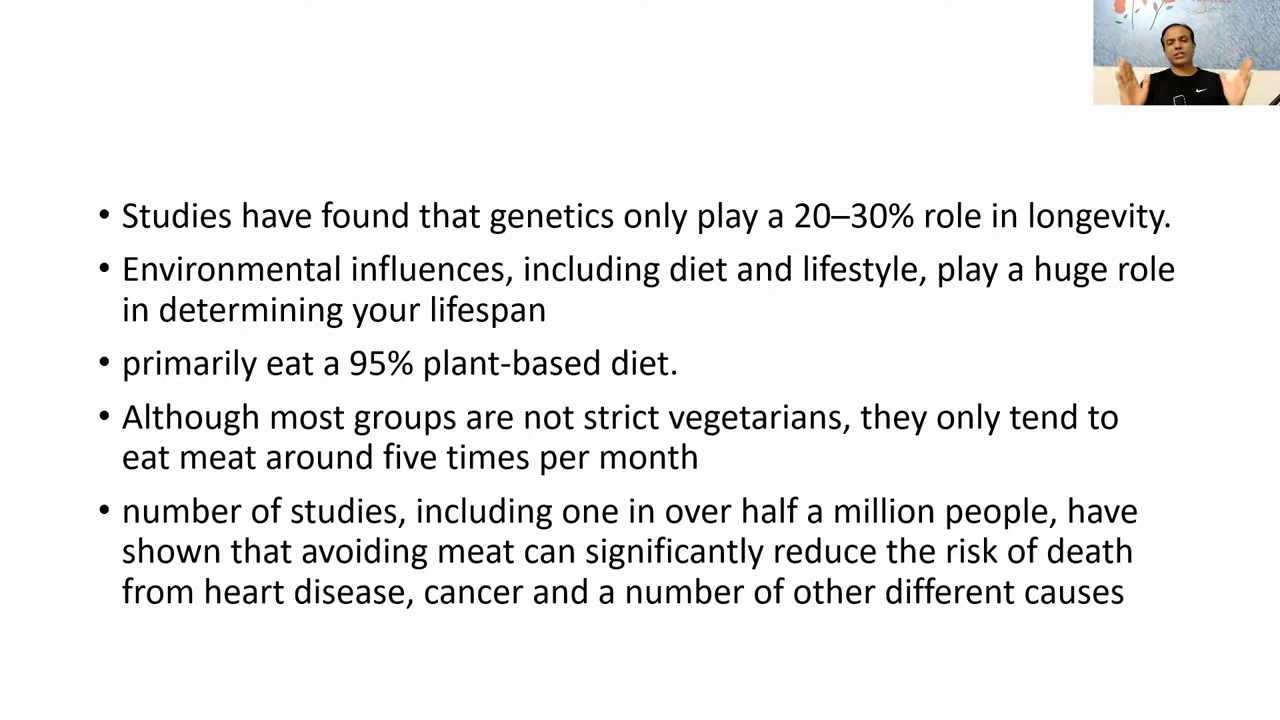 • Studies have found that genetics only play a 20–30% role in longevity.
• Environmental influences, including diet and lifestyle, play a huge role
in determining your lifespan
• primarily eat a 95% plant-based diet.
• Although most groups are not strict vegetarians, they only tend to
eat meat around five times per month
• number of studies, including one in over half a million people, have
shown that avoiding meat can significantly reduce the risk of death
from heart disease, cancer and a number of other different causes